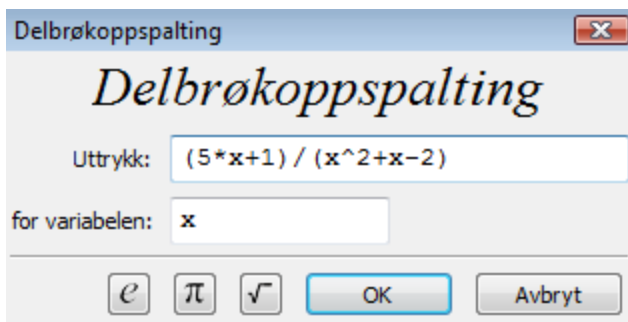 Delbrøkoppspalting
Delbrøkoppspalting
Uttrykk: (5*x+1)/(x^2+x-2)
for variabelen: x
e π √ OK Avbryt